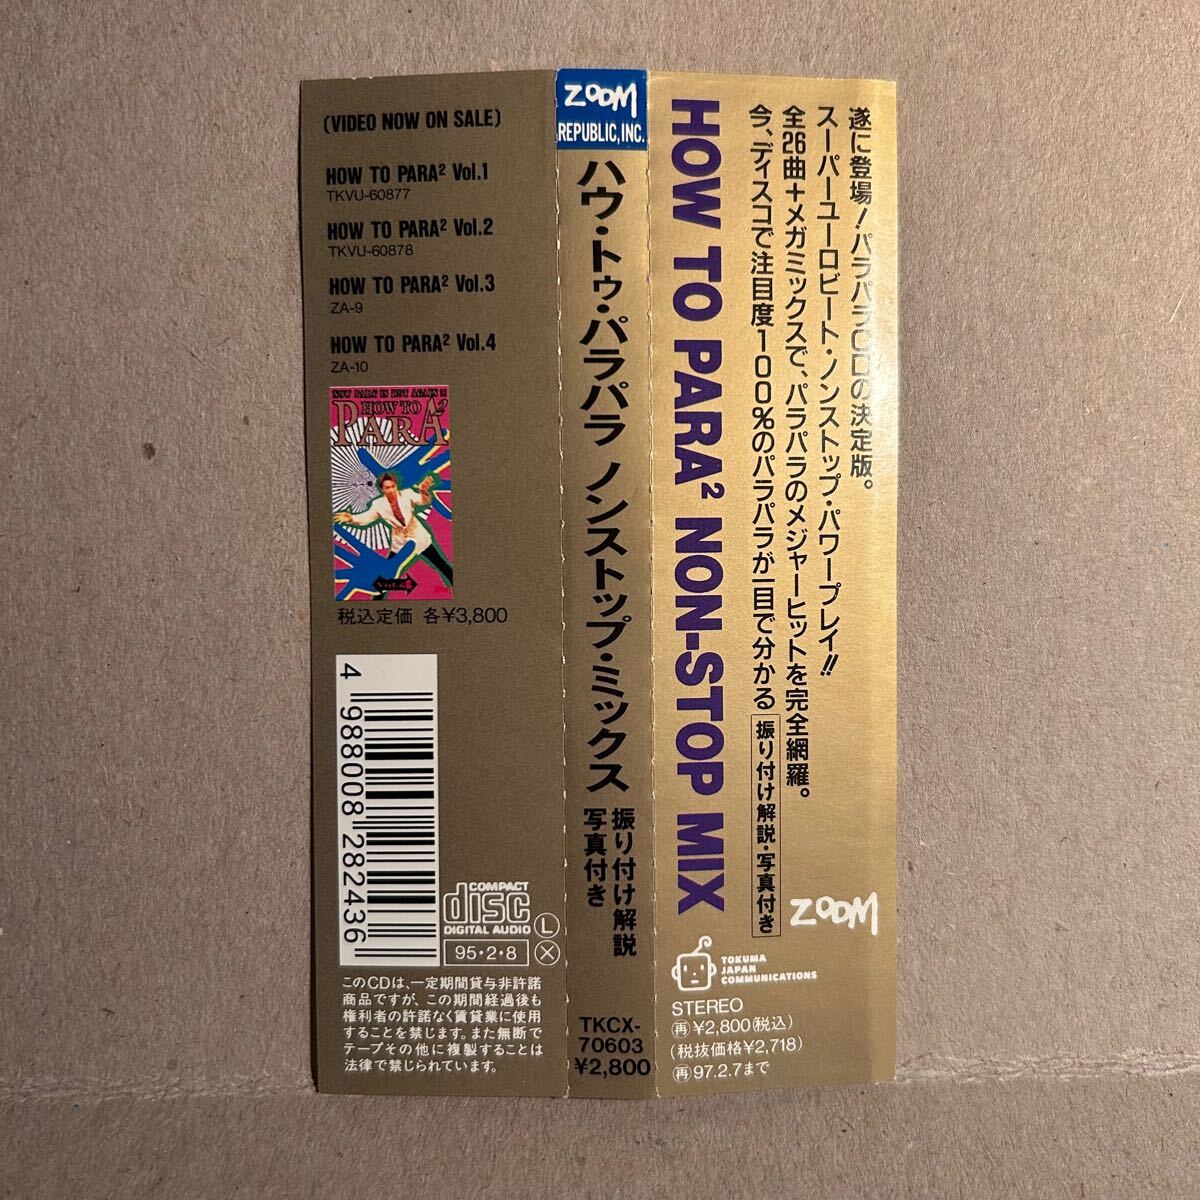 (VIDEO NOW ON SALE)
HOW TO PARA² Vol.1
TKVU-60877
HOW TO PARA² Vol.2
TKVU-60878
HOW TO PARA² Vol.3
ZA-9
HOW TO PARA² Vol.4
ZA-10
NOW PARA² IS HOT AGAIN !!
HOW TO
PARA²
税込定価 各¥3,800
4 988008 282436
COMPACT
disc
DIGITAL AUDIO
95・2・8
Ⓛ
Ⓧ
このCDは、一定期間貸与非許諾
商品ですが、この期間経過後も
権利者の許諾なく賃貸業に使用
することを禁じます。また無断で
テープその他に複製することは
法律で禁じられています。
ZOOM
REPUBLIC, INC.
ハウ・トゥ・パラパラ ノンストップ・ミックス
振り付け解説
写真付き
TKCX-
70603
¥2,800
遂に登場!パラパラCDの決定版。
スーパーユーロビート・ノンストップ・パワープレイ!!
全26曲+メガミックスで、パラパラのメジャーヒットを完全網羅。
今、ディスコで注目度100%のパラパラが一目で分かる 振り付け解説・写真付き
HOW TO PARA² NON-STOP MIX
ZOOM
TOKUMA
JAPAN
COMMUNICATIONS
STEREO
㊢¥2,800(税込)
(税抜価格¥2,718)
㊢97.2.7まで